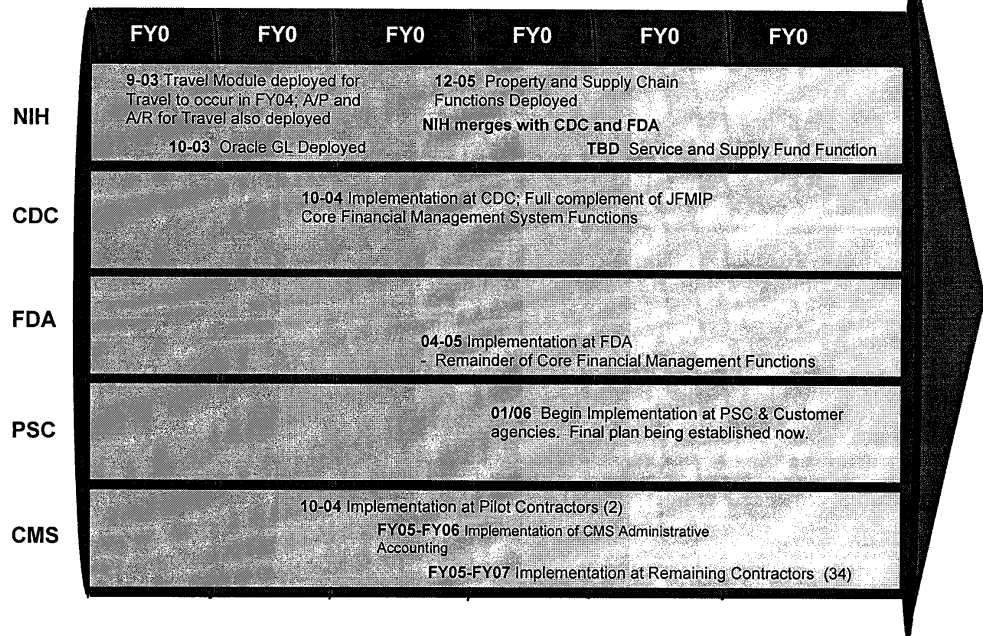 FY0 FY0 FY0 FY0 FY0 FY0
NIH
9-03 Travel Module deployed for
Travel to occur in FY04; A/P and
A/R for Travel also deployed
10-03 Oracle GL Deployed
12-05 Property and Supply Chain
Functions Deployed
NIH merges with CDC and FDA
TBD Service and Supply Fund Function
CDC
10-04 Implementation at CDC; Full complement of JFMIP
Core Financial Management System Functions
FDA
04-05 Implementation at FDA
- Remainder of Core Financial Management Functions
PSC
01/06 Begin Implementation at PSC & Customer
agencies. Final plan being established now.
CMS
10-04 Implementation at Pilot Contractors (2)
FY05-FY06 Implementation of CMS Administrative
Accounting
FY05-FY07 Implementation at Remaining Contractors (34)